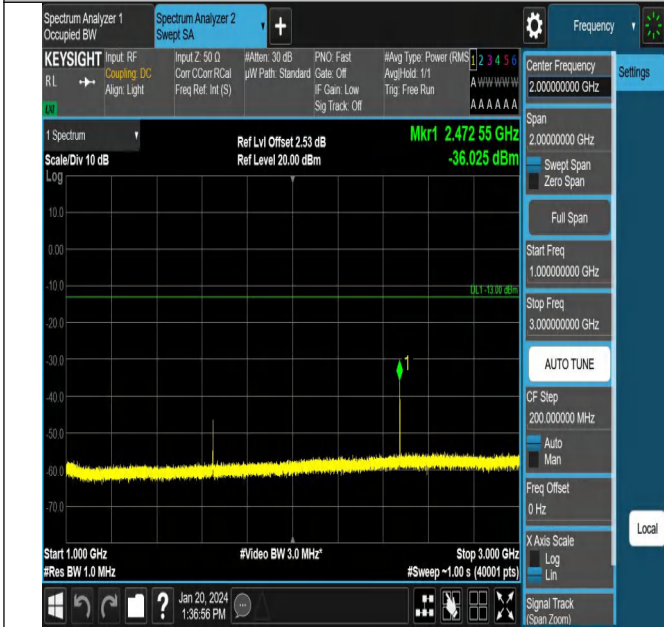 Spectrum Analyzer 1
Occupied BW
Spectrum Analyzer 2
Swept SA
+
Frequency
KEYSIGHT
RL
LXI
Input: RF
Coupling: DC
Align: Light
Input Z: 50 Ω
Corr CCorr RCal
Freq Ref: Int (S)
#Atten: 30 dB
µW Path: Standard
PNO: Fast
Gate: Off
IF Gain: Low
Sig Track: Off
#Avg Type: Power (RMS
Avg|Hold: 1/1
Trig: Free Run
1 2 3 4 5 6
A W W W W W
A A A A A A
1 Spectrum
Scale/Div 10 dB
Log
Ref Lvl Offset 2.53 dB
Ref Level 20.00 dBm
Mkr1 2.472 55 GHz
-36.025 dBm
10.0
0.00
-10.0
DL1 -13.00 dBm
-20.0
-30.0
1
-40.0
-50.0
-60.0
-70.0
Start 1.000 GHz
#Video BW 3.0 MHz*
Stop 3.000 GHz
#Res BW 1.0 MHz
#Sweep ~1.00 s (40001 pts)
?
Jan 20, 2024
1:36:56 PM
Center Frequency
2.000000000 GHz
Settings
Span
2.00000000 GHz
Swept Span
Zero Span
Full Span
Start Freq
1.000000000 GHz
Stop Freq
3.000000000 GHz
AUTO TUNE
CF Step
200.000000 MHz
Auto
Man
Freq Offset
0 Hz
X Axis Scale
Log
Lin
Local
Signal Track
(Span Zoom)